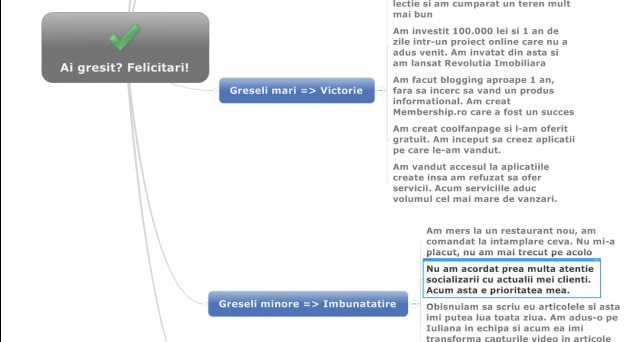 lectie si am cumparat un teren mult
mai bun
Am investit 100.000 lei si 1 an de
zile intr-un proiect online care nu a
adus venit. Am invatat din asta si
am lansat Revolutia Imobiliara
Ai gresit? Felicitari!
Greseli mari => Victorie
Am facut blogging aproape 1 an,
fara sa incerc sa vand un produs
informational. Am creat
Membership.ro care a fost un succes
Am creat coolfanpage si l-am oferit
gratuit. Am inceput sa creez aplicatii
pe care le-am vandut.
Am vandut accesul la aplicatiile
create insa am refuzat sa ofer
servicii. Acum serviciile aduc
volumul cel mai mare de vanzari.
Am mers la un restaurant nou, am
comandat la intamplare ceva. Nu mi-a
placut, nu am mai trecut pe acolo
Nu am acordat prea multa atentie
socializarii cu actualii mei clienti.
Acum asta e prioritatea mea.
Greseli minore => Imbunatatire
Obisnuiam sa scriu eu articolele si asta
imi putea lua toata ziua. Am adus-o pe
Iuliana in echipa si acum ea imi
transforma capturile video in articole